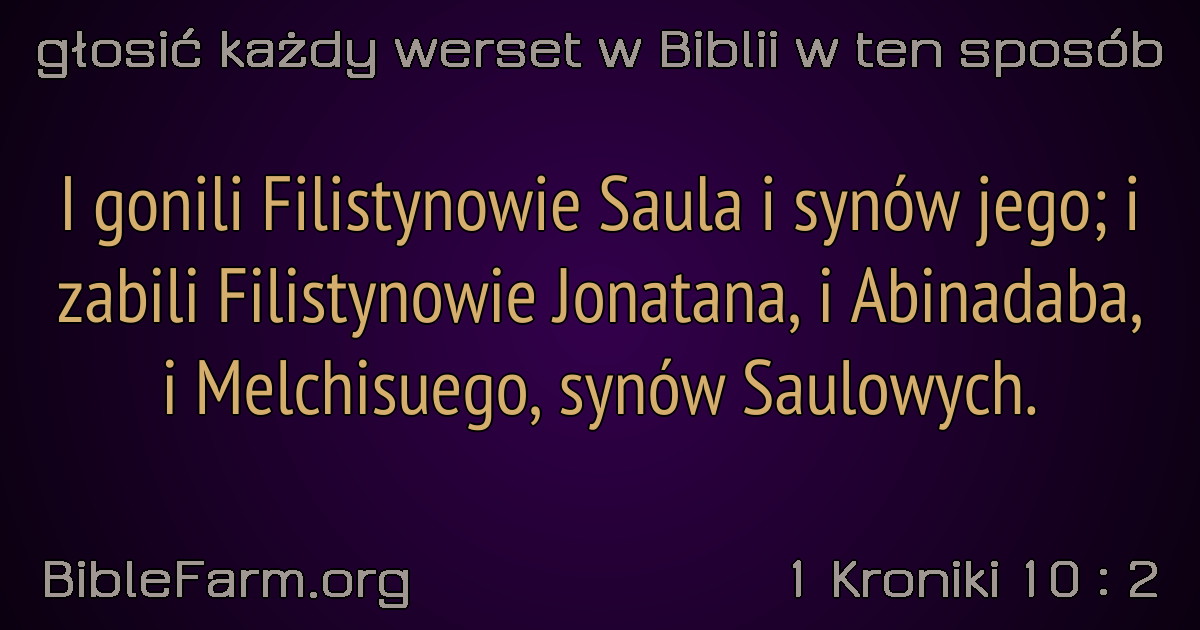 głosić każdy werset w Biblii w ten sposób
I gonili Filistynowie Saula i synów jego; i
zabili Filistynowie Jonatana, i Abinadaba,
i Melchisuego, synów Saulowych.
BibleFarm.org
1 Kroniki 10 : 2